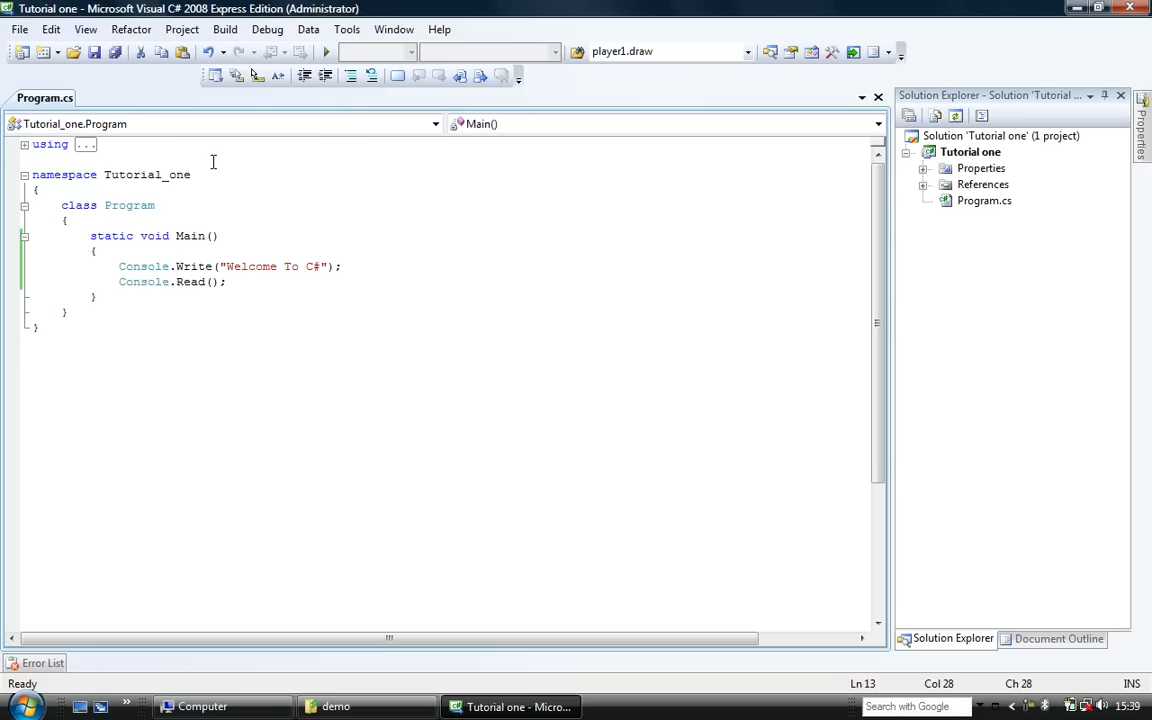 Tutorial one - Microsoft Visual C# 2008 Express Edition (Administrator)
File Edit View Refactor Project Build Debug Data Tools Window Help
player1.draw
Program.cs
Tutorial_one.Program Main()
using ...
namespace Tutorial_one
{
class Program
{
static void Main()
{
Console.Write("Welcome To C#");
Console.Read();
}
}
}
Solution Explorer - Solution 'Tutorial ...
Solution 'Tutorial one' (1 project)
Tutorial one
Properties
References
Program.cs
Properties
Solution Explorer Document Outline
Error List
Ready Ln 13 Col 28 Ch 28 INS
Computer demo Tutorial one - Micro... Search with Google 15:39